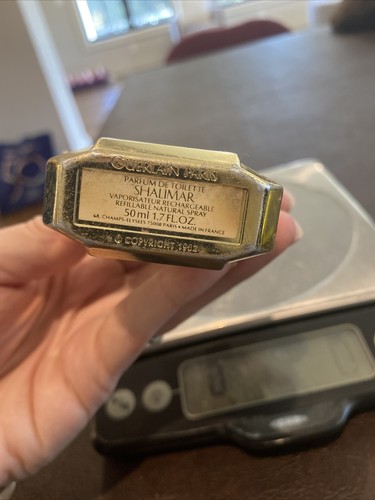 GUERLAIN PARIS
PARFUM DE TOILETTE
SHALIMAR
VAPORISATEUR RECHARGEABLE
REFILLABLE NATURAL SPRAY
50 ml 1.7 FL.OZ.
68, CHAMPS-ELYSEES 75008 PARIS • MADE IN FRANCE
© COPYRIGHT 1982